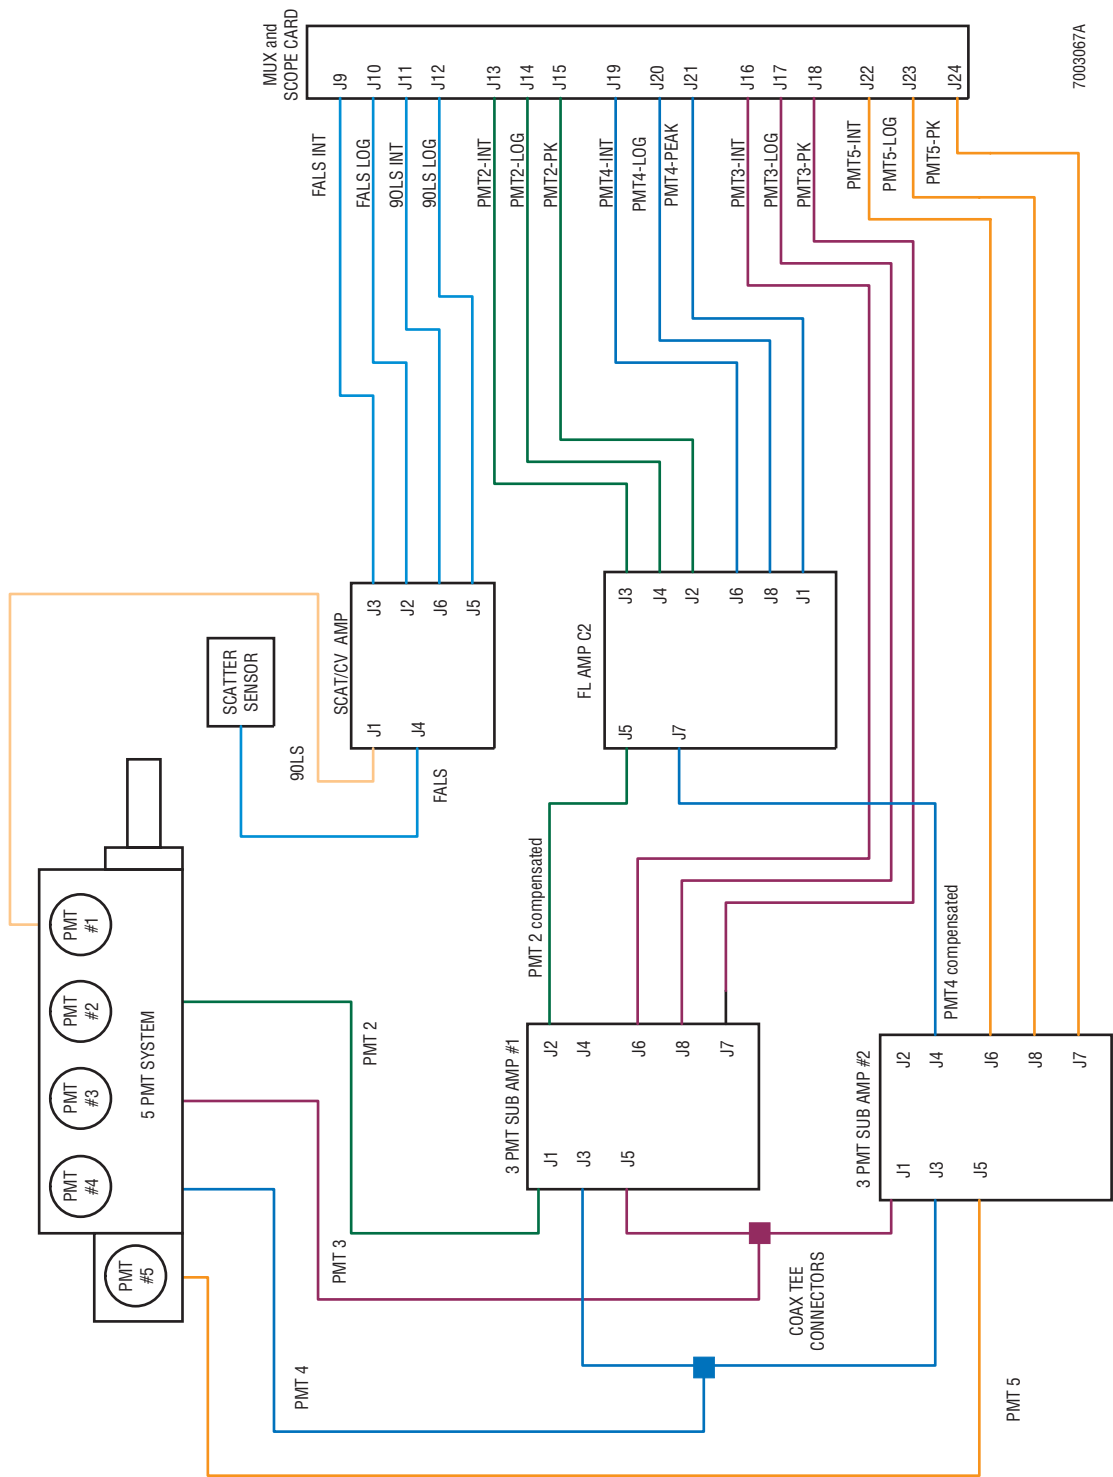 MUX and
SCOPE CARD
J9
J10
J11
J12
J13
J14
J15
J19
J20
J21
J16
J17
J18
J22
J23
J24
7003067A
FALS INT
FALS LOG
90LS INT
90LS LOG
PMT2-INT
PMT2-LOG
PMT2-PK
PMT4-INT
PMT4-LOG
PMT4-PEAK
PMT3-INT
PMT3-LOG
PMT3-PK
PMT5-INT
PMT5-LOG
PMT5-PK
SCATTER
SENSOR
90LS
FALS
SCAT/CV AMP
J3
J2
J6
J5
J1
J4
FL AMP C2
J3
J4
J2
J6
J8
J1
J5
J7
PMT
#1
PMT
#2
PMT
#3
PMT
#4
PMT
#5
5 PMT SYSTEM
PMT 2
PMT 3
PMT 4
PMT 5
PMT 2 compensated
PMT4 compensated
3 PMT SUB AMP #1
J2
J4
J6
J8
J7
J1
J3
J5
3 PMT SUB AMP #2
J2
J4
J6
J8
J7
J1
J3
J5
COAX TEE
CONNECTORS